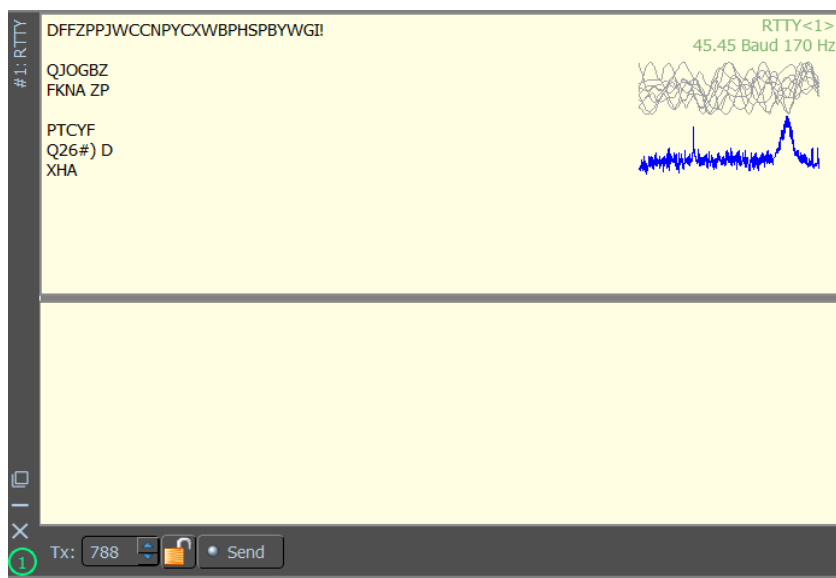 #1: RTTY
DFFZPPJWCCNPYCXWBPHSPBYWGI!
QJOGBZ
FKNA ZP
PTCYF
Q26#) D
XHA
RTTY<1>
45.45 Baud 170 Hz
1
Tx: 788 Send